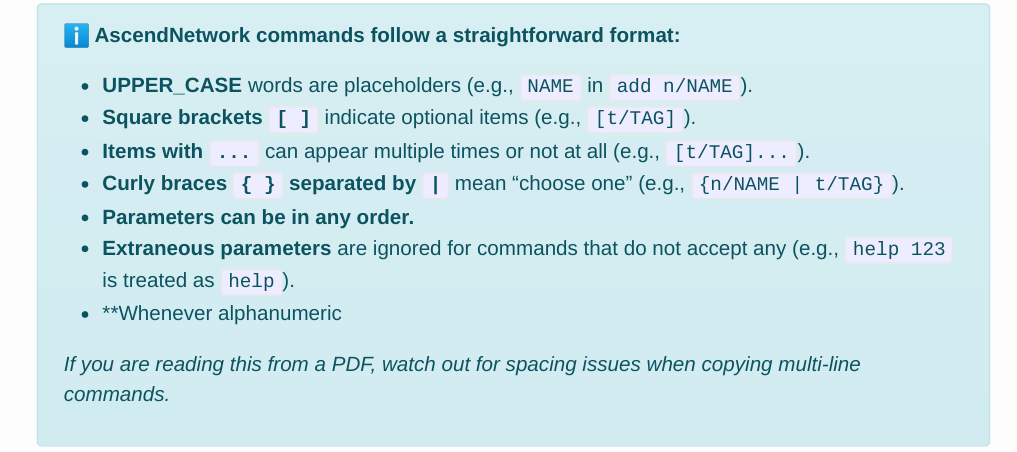 ℹ️ AscendNetwork commands follow a straightforward format:
• UPPER_CASE words are placeholders (e.g., NAME in add n/NAME).
• Square brackets [ ] indicate optional items (e.g., [t/TAG]).
• Items with ... can appear multiple times or not at all (e.g., [t/TAG]...).
• Curly braces { } separated by | mean “choose one” (e.g., {n/NAME | t/TAG}).
• Parameters can be in any order.
• Extraneous parameters are ignored for commands that do not accept any (e.g., help 123
is treated as help).
• **Whenever alphanumeric
If you are reading this from a PDF, watch out for spacing issues when copying multi-line
commands.